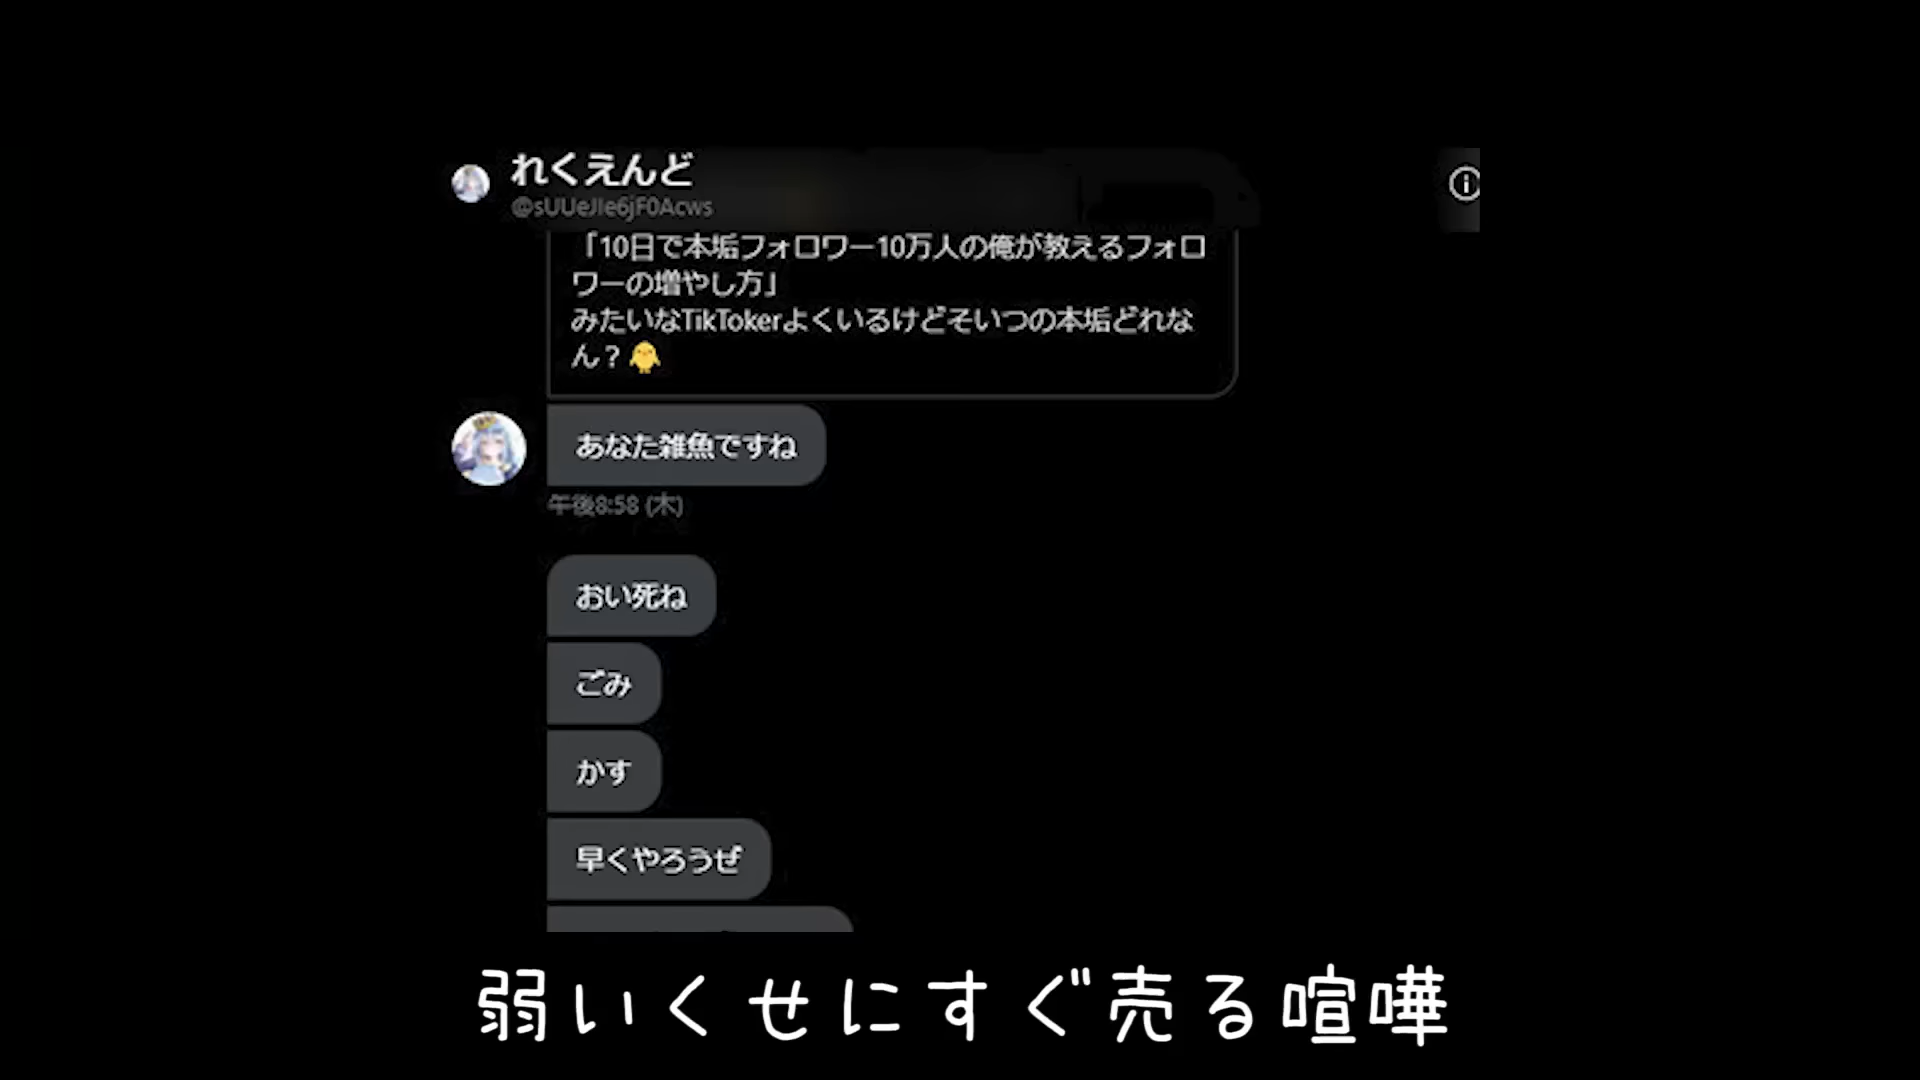 れくえんど
@sUUeJIe6jF0Acws
「10日で本垢フォロワー10万人の俺が教えるフォロ
ワーの増やし方」
みたいなTikTokerよくいるけどそいつの本垢どれな
ん？🐥
あなた雑魚ですね
午後8:58 (木)
おい死ね
ごみ
かす
早くやろうぜ
弱いくせにすぐ売る喧嘩